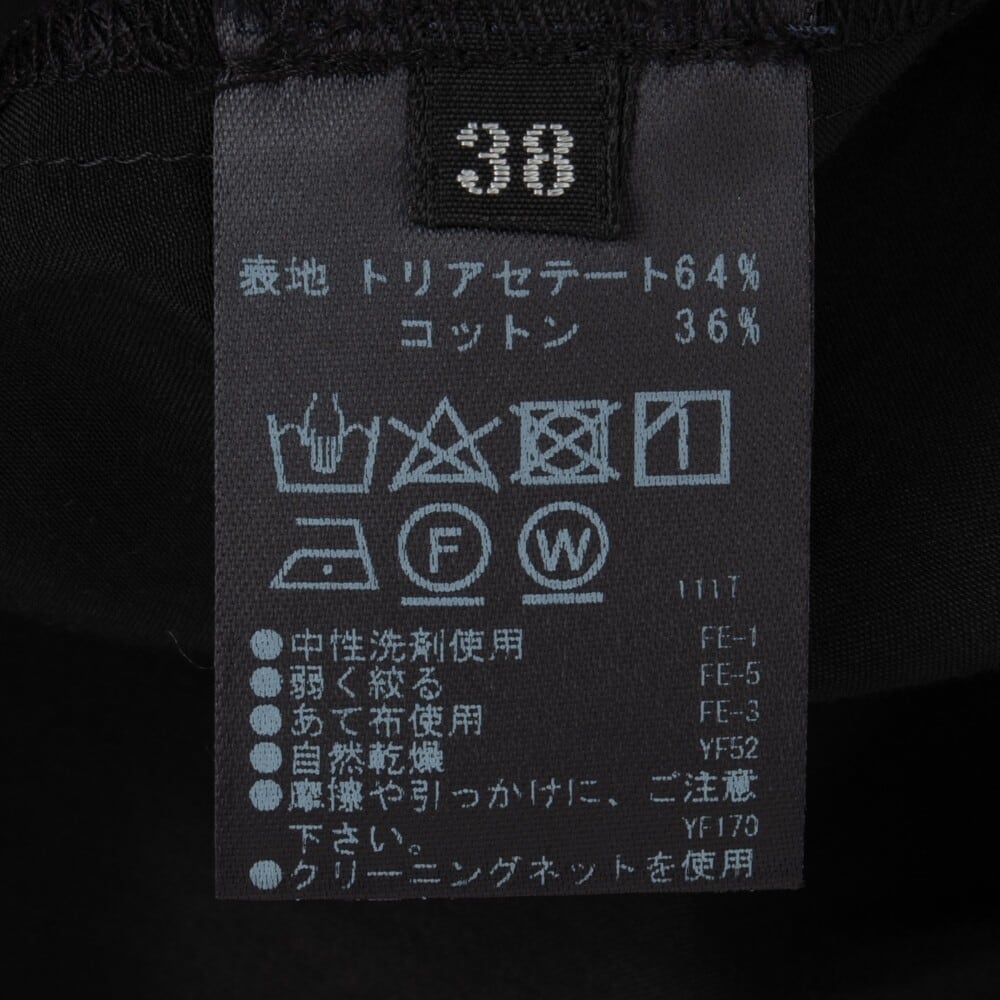 38
表地 トリアセテート64%
コットン 36%
F W
111T
●中性洗剤使用 FE-1
●弱く絞る FE-5
●あて布使用 FE-3
●自然乾燥 YF52
●摩擦や引っかけに、ご注意
下さい。 YF170
●クリーニングネットを使用